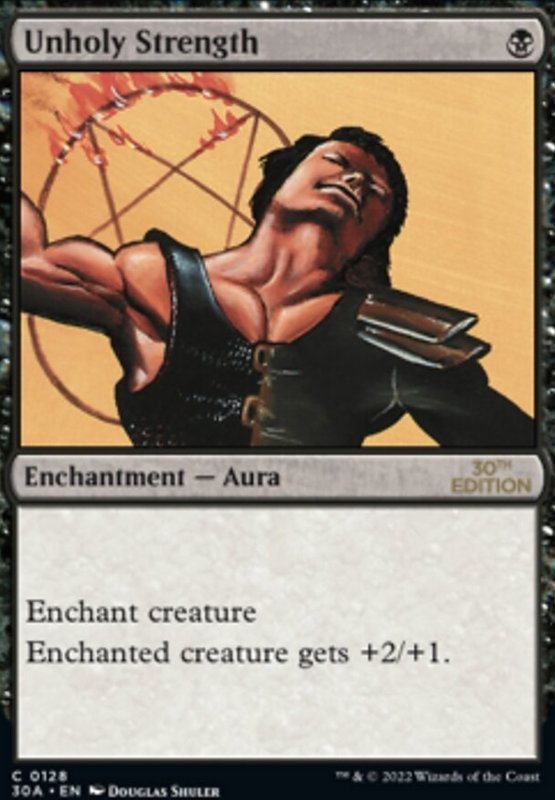 Unholy Strength
Enchantment — Aura
30TH
EDITION
Enchant creature
Enchanted creature gets +2/+1.
C 0128
30A • EN DOUGLAS SHULER
™ & © 2022 Wizards of the Coast